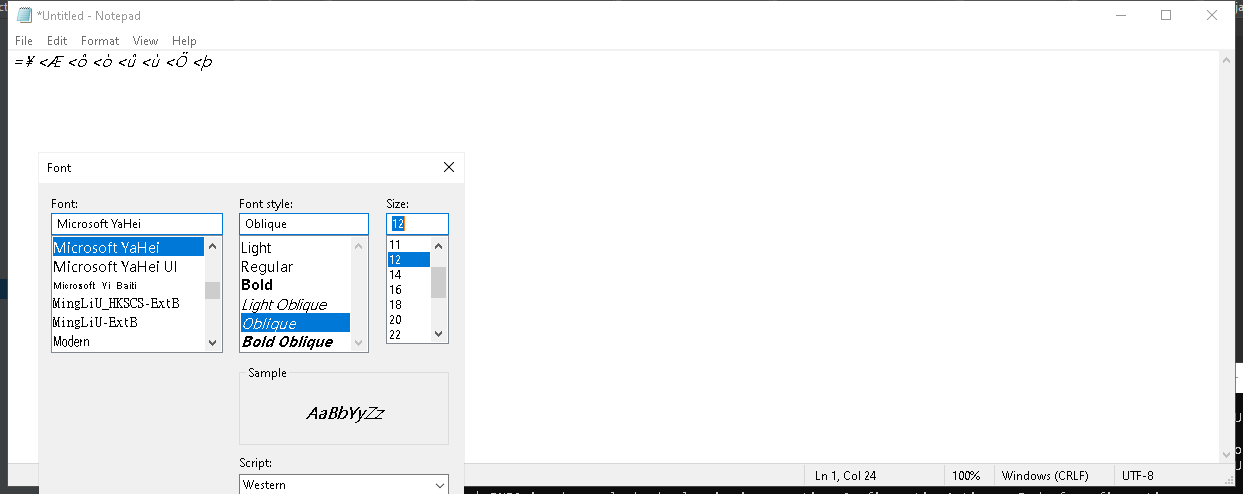 *Untitled - Notepad
File Edit Format View Help
=¥ <Æ <ô <ò <û <ù <Ő <þ
Font
Font:
Microsoft YaHei
Microsoft YaHei
Microsoft YaHei UI
Microsoft Yi Baiti
MingLiU_HKSCS-ExtB
MingLiU-ExtB
Modern
Font style:
Oblique
Light
Regular
Bold
Light Oblique
Oblique
Bold Oblique
Size:
12
11
12
14
16
18
20
22
Sample
AaBbYyZz
Script:
Western
Ln 1, Col 24
100%
Windows (CRLF)
UTF-8